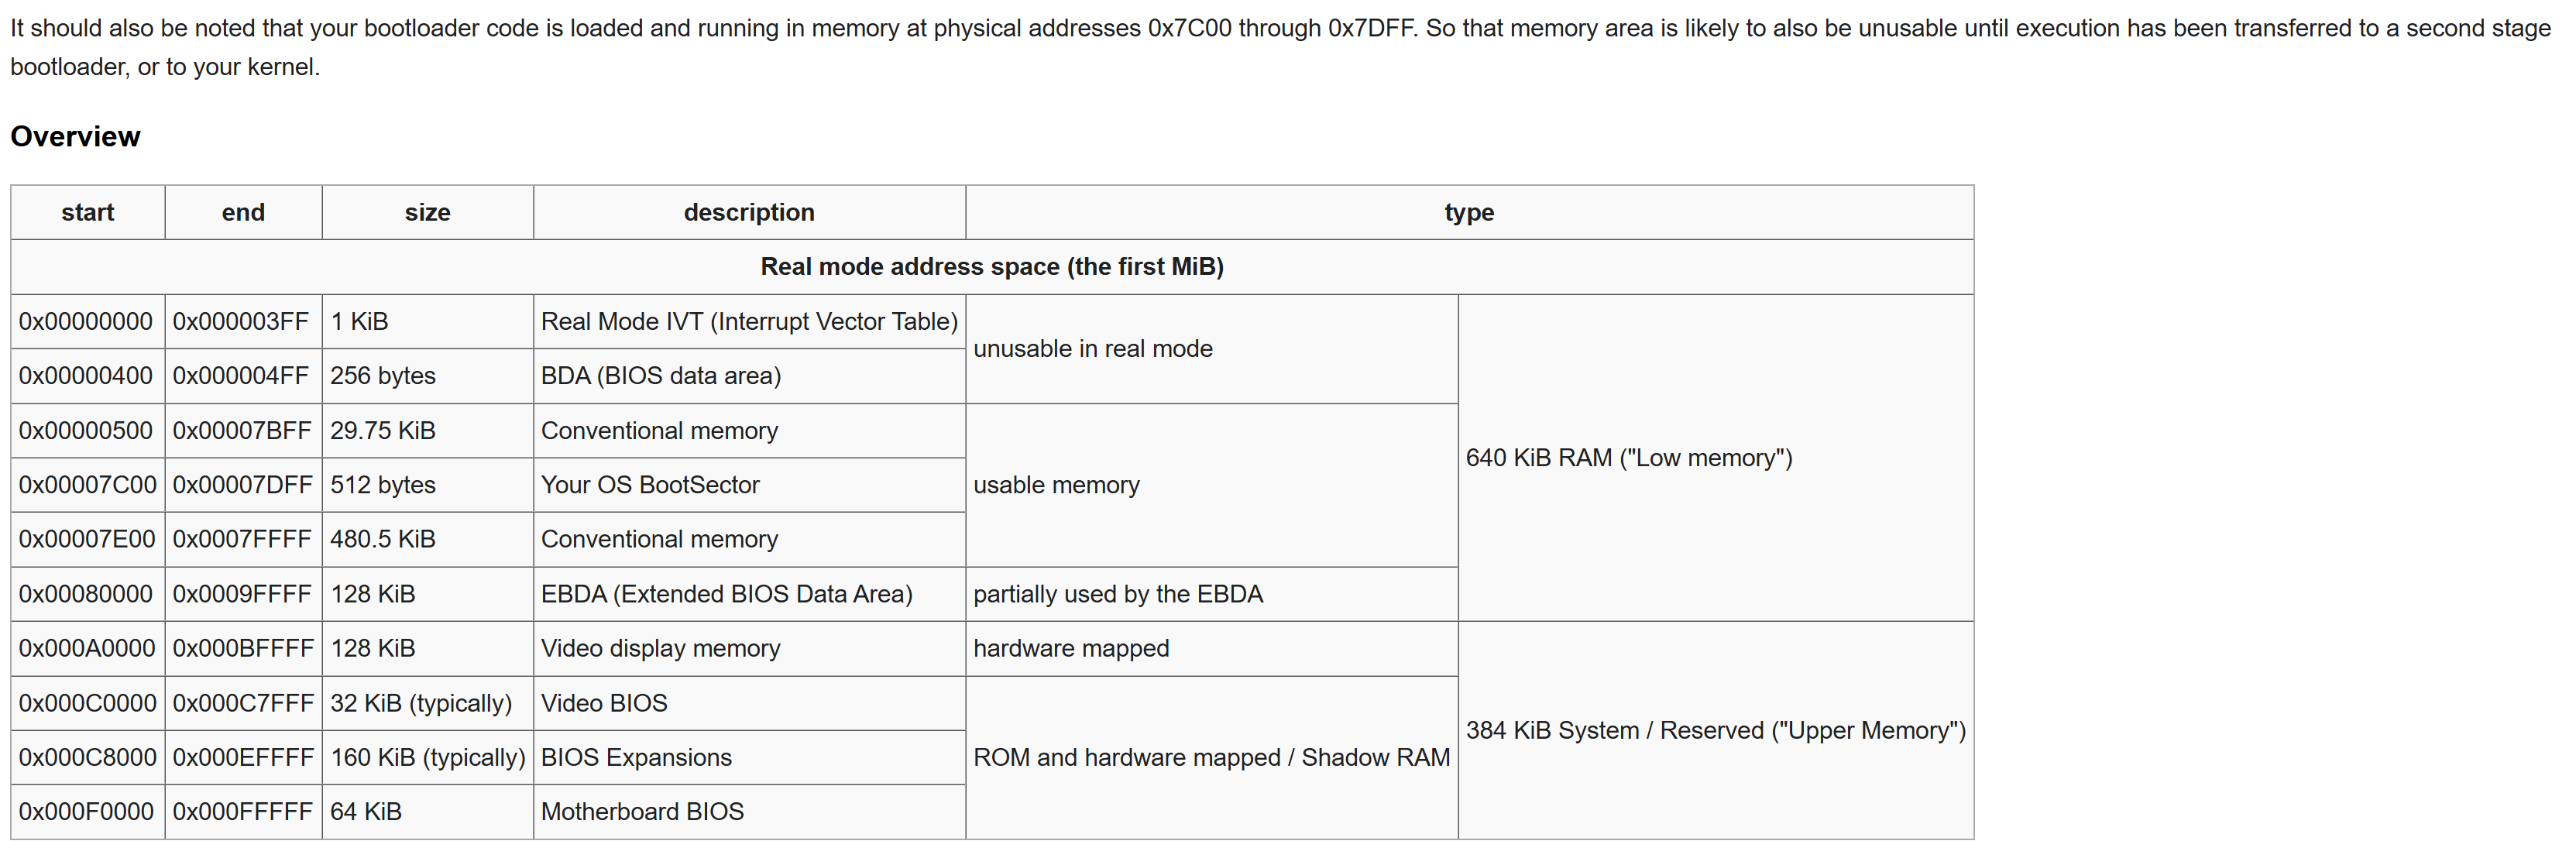 It should also be noted that your bootloader code is loaded and running in memory at physical addresses 0x7C00 through 0x7DFF. So that memory area is likely to also be unusable until execution has been transferred to a second stage
bootloader, or to your kernel.
Overview
start end size description type
Real mode address space (the first MiB)
0x00000000 0x000003FF 1 KiB Real Mode IVT (Interrupt Vector Table)
unusable in real mode
0x00000400 0x000004FF 256 bytes BDA (BIOS data area)
0x00000500 0x00007BFF 29.75 KiB Conventional memory
640 KiB RAM ("Low memory")
0x00007C00 0x00007DFF 512 bytes Your OS BootSector usable memory
0x00007E00 0x0007FFFF 480.5 KiB Conventional memory
0x00080000 0x0009FFFF 128 KiB EBDA (Extended BIOS Data Area) partially used by the EBDA
0x000A0000 0x000BFFFF 128 KiB Video display memory hardware mapped
0x000C0000 0x000C7FFF 32 KiB (typically) Video BIOS
384 KiB System / Reserved ("Upper Memory")
0x000C8000 0x000EFFFF 160 KiB (typically) BIOS Expansions ROM and hardware mapped / Shadow RAM
0x000F0000 0x000FFFFF 64 KiB Motherboard BIOS